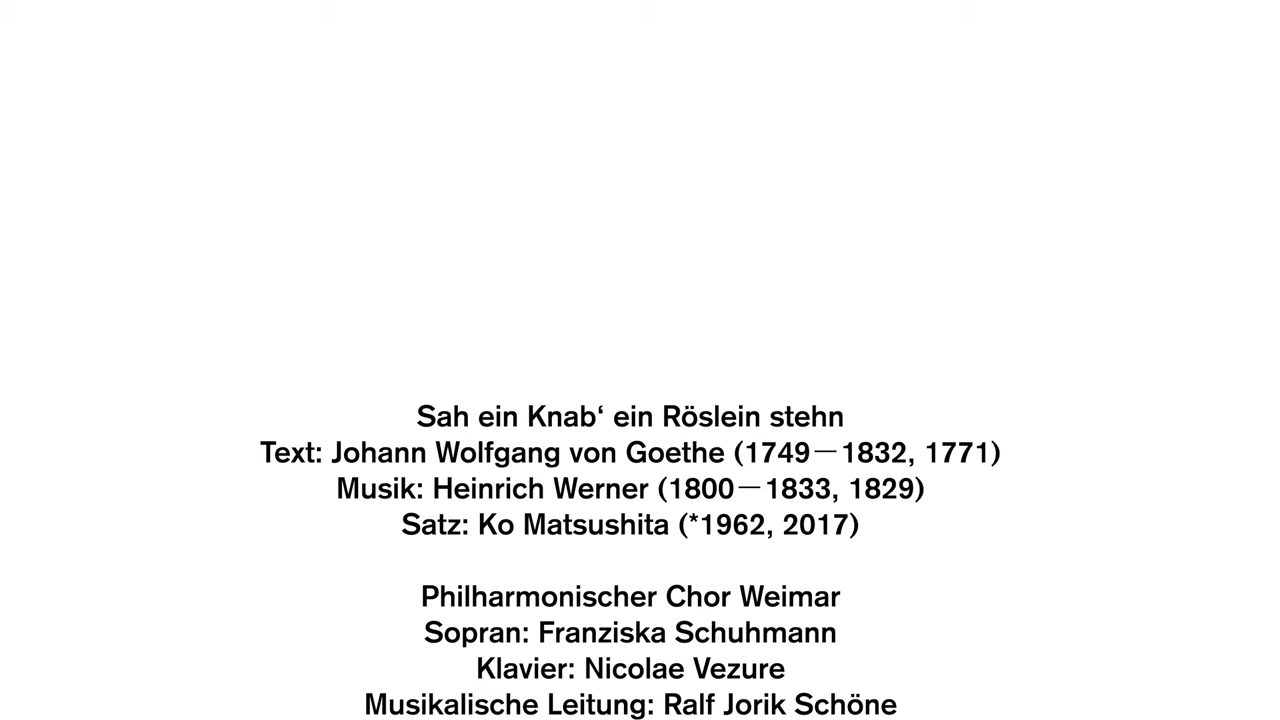 Sah ein Knab‘ ein Röslein stehn
Text: Johann Wolfgang von Goethe (1749—1832, 1771)
Musik: Heinrich Werner (1800—1833, 1829)
Satz: Ko Matsushita (*1962, 2017)
Philharmonischer Chor Weimar
Sopran: Franziska Schuhmann
Klavier: Nicolae Vezure
Musikalische Leitung: Ralf Jorik Schöne